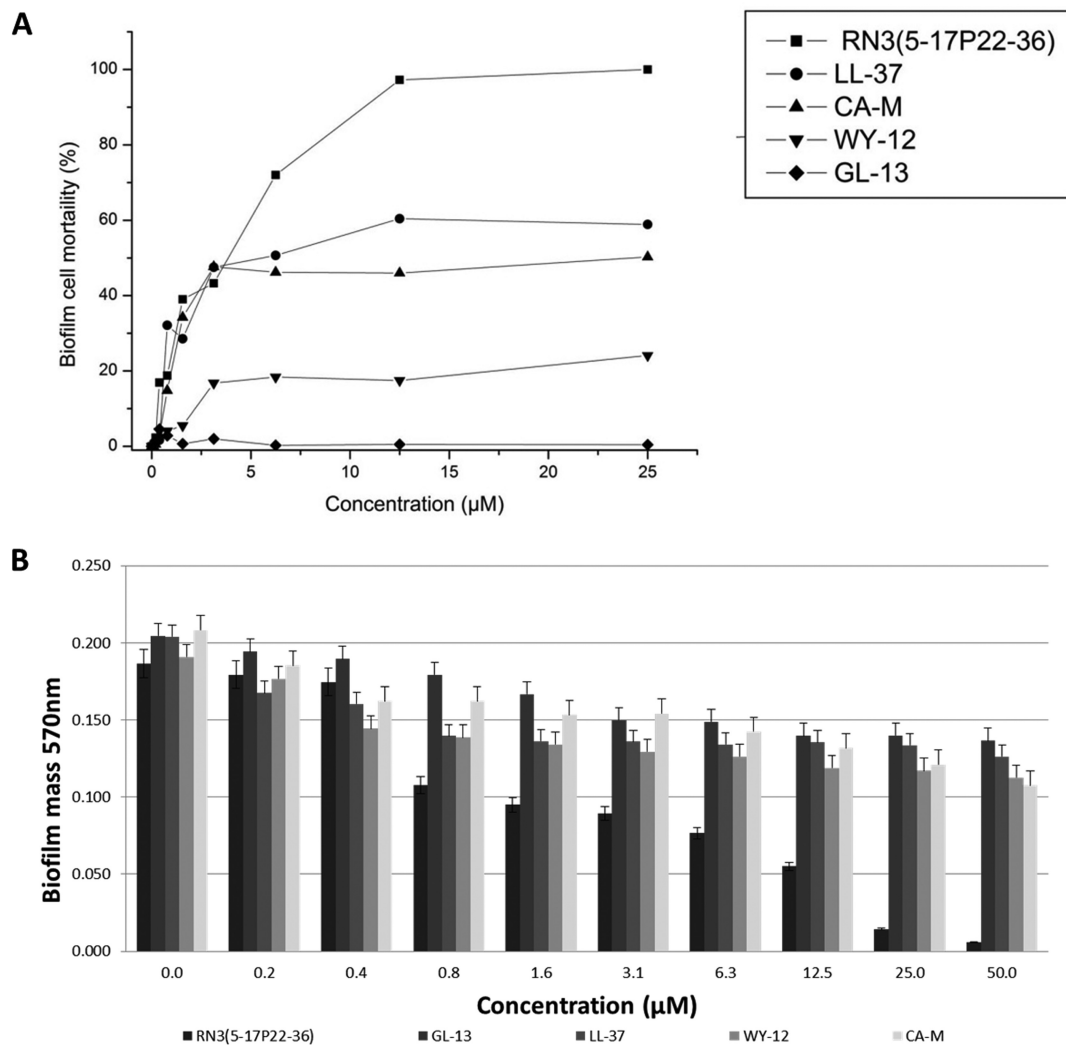 A
RN3(5-17P22-36)
LL-37
CA-M
WY-12
GL-13
Biofilm cell mortaility (%)
100
80
60
40
20
0
0 5 10 15 20 25
Concentration (µM)
B
Biofilm mass 570nm
0.250
0.200
0.150
0.100
0.050
0.000
0.0 0.2 0.4 0.8 1.6 3.1 6.3 12.5 25.0 50.0
Concentration (µM)
RN3(5-17P22-36) GL-13 LL-37 WY-12 CA-M